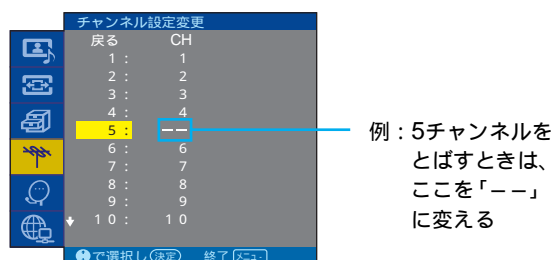 チャンネル設定変更
戻る CH
1 : 1
2 : 2
3 : 3
4 : 4
5 : −−
6 : 6
7 : 7
8 : 8
9 : 9
10 : 10
で選択し 決定 終了 メニュー
例：5チャンネルを
とばすときは、
ここを「−−」
に変える